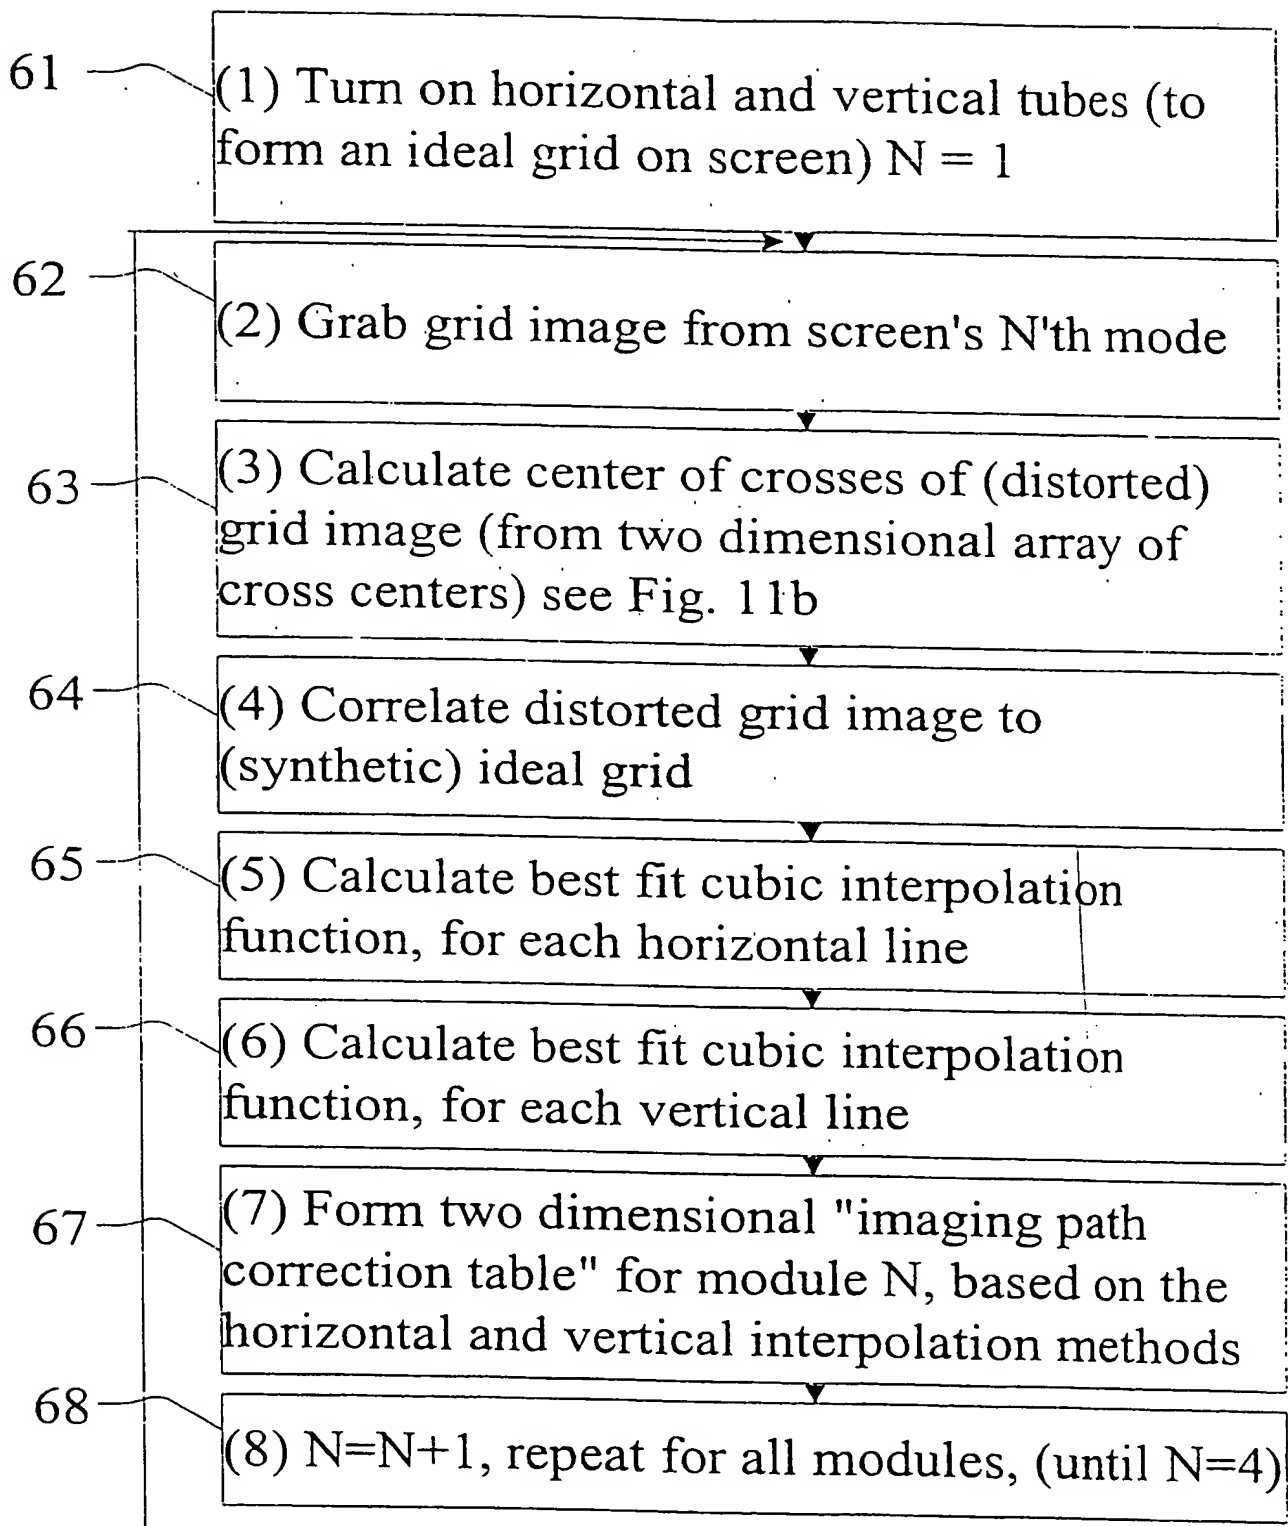 61
(1) Turn on horizontal and vertical tubes (to
form an ideal grid on screen) N = 1
62
(2) Grab grid image from screen's N'th mode
63
(3) Calculate center of crosses of (distorted)
grid image (from two dimensional array of
cross centers) see Fig. 11b
64
(4) Correlate distorted grid image to
(synthetic) ideal grid
65
(5) Calculate best fit cubic interpolation
function, for each horizontal line
66
(6) Calculate best fit cubic interpolation
function, for each vertical line
67
(7) Form two dimensional "imaging path
correction table" for module N, based on the
horizontal and vertical interpolation methods
68
(8) N=N+1, repeat for all modules, (until N=4)